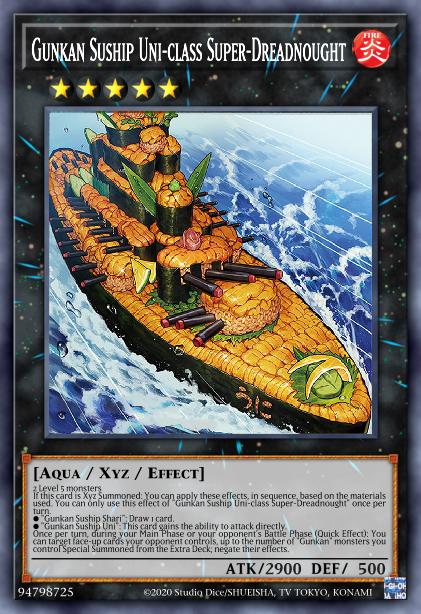 GUNKAN SUSHIP UNI-CLASS SUPER-DREADNOUGHT
FIRE
炎
うに
[AQUA / XYZ / EFFECT]
2 Level 5 monsters
If this card is Xyz Summoned: You can apply these effects, in sequence, based on the materials
used. You can only use this effect of "Gunkan Suship Uni-class Super-Dreadnought" once per
turn.
● "Gunkan Suship Shari": Draw 1 card.
● "Gunkan Suship Uni": This card gains the ability to attack directly.
Once per turn, during your Main Phase or your opponent's Battle Phase (Quick Effect): You
can target face-up cards your opponent controls, up to the number of "Gunkan" monsters you
control Special Summoned from the Extra Deck; negate their effects.
ATK/2900 DEF/ 500
94798725
©2020 Studio Dice/SHUEISHA, TV TOKYO, KONAMI